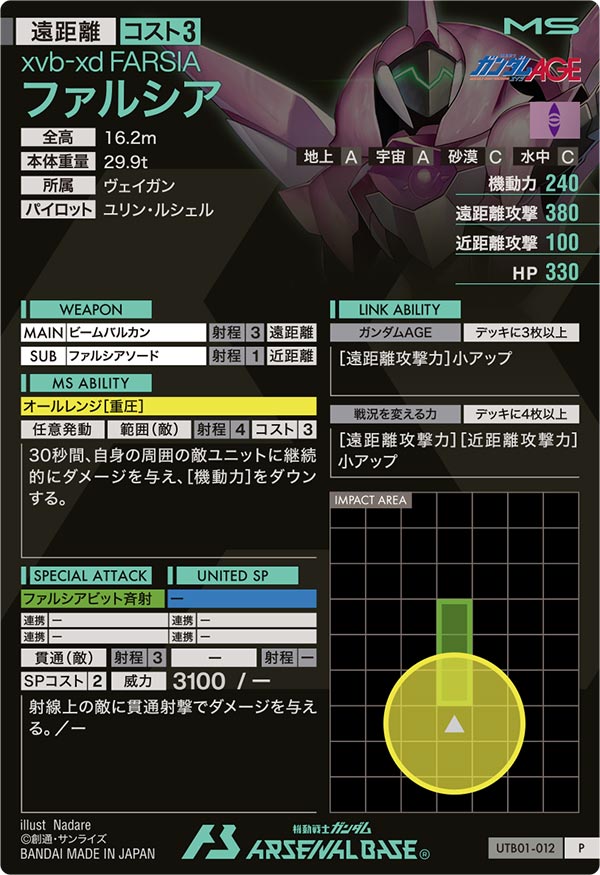 遠距離 コスト3
MS
xvb-xd FARSIA
ファルシア
ガンダムAGE
全高 16.2m
本体重量 29.9t
所属 ヴェイガン
パイロット ユリン・ルシェル
地上 A 宇宙 A 砂漠 C 水中 C
機動力 240
遠距離攻撃 380
近距離攻撃 100
HP 330
WEAPON
MAIN ビームバルカン 射程 3 遠距離
SUB ファルシアソード 射程 1 近距離
MS ABILITY
オールレンジ[重圧]
任意発動 範囲(敵) 射程 4 コスト 3
30秒間、自身の周囲の敵ユニットに継続
的にダメージを与え、[機動力]をダウン
する。
SPECIAL ATTACK UNITED SP
ファルシアビット斉射 ー
連携 ー 連携 ー
連携 ー 連携 ー
貫通(敵) 射程 3 ー 射程 ー
SPコスト 2 威力 3100 / ー
射線上の敵に貫通射撃でダメージを与え
る。/ー
LINK ABILITY
ガンダムAGE デッキに3枚以上
[遠距離攻撃力]小アップ
戦況を変える力 デッキに4枚以上
[遠距離攻撃力][近距離攻撃力]
小アップ
IMPACT AREA
illust Nadare
©創通・サンライズ
BANDAI MADE IN JAPAN
機動戦士ガンダム
ARSENAL BASE®
UTB01-012 P